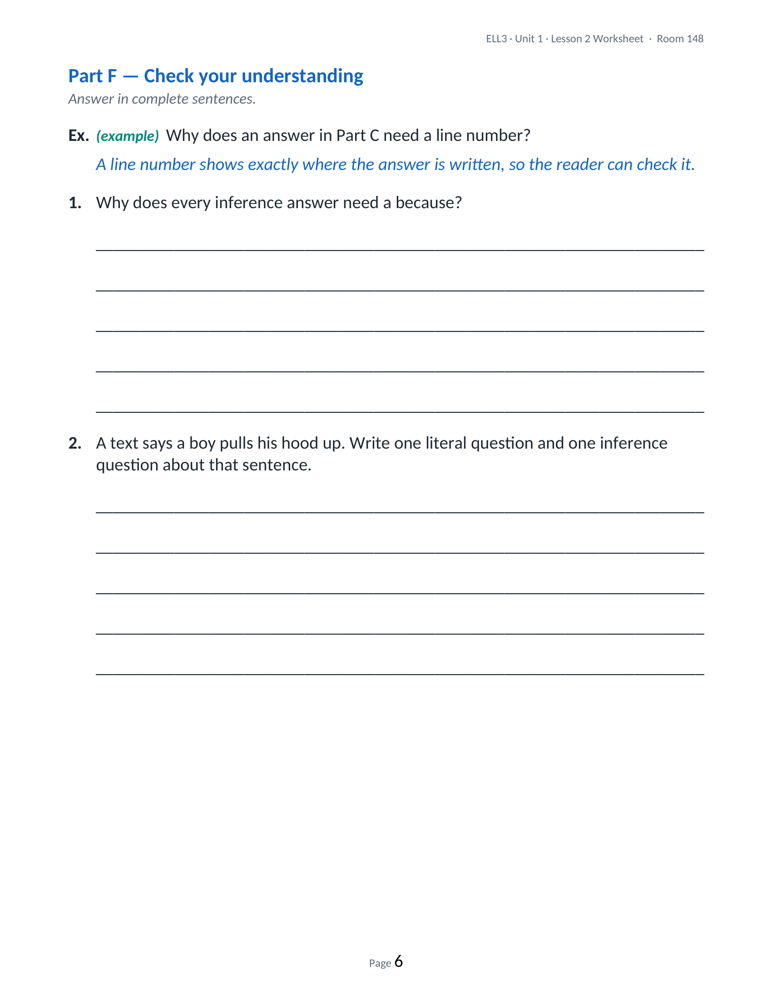 ELL3 · Unit 1 · Lesson 2 Worksheet · Room 148
Part F — Check your understanding
Answer in complete sentences.
Ex. (example) Why does an answer in Part C need a line number?
A line number shows exactly where the answer is written, so the reader can check it.
1. Why does every inference answer need a because?
2. A text says a boy pulls his hood up. Write one literal question and one inference
question about that sentence.
Page 6